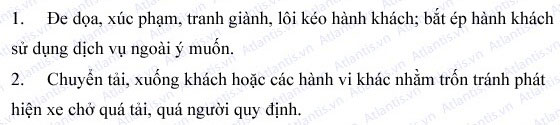 1. Đe dọa, xúc phạm, tranh giành, lôi kéo hành khách; bắt ép hành khách
sử dụng dịch vụ ngoài ý muốn.
2. Chuyển tải, xuống khách hoặc các hành vi khác nhằm trốn tránh phát
hiện xe chở quá tải, quá người quy định.